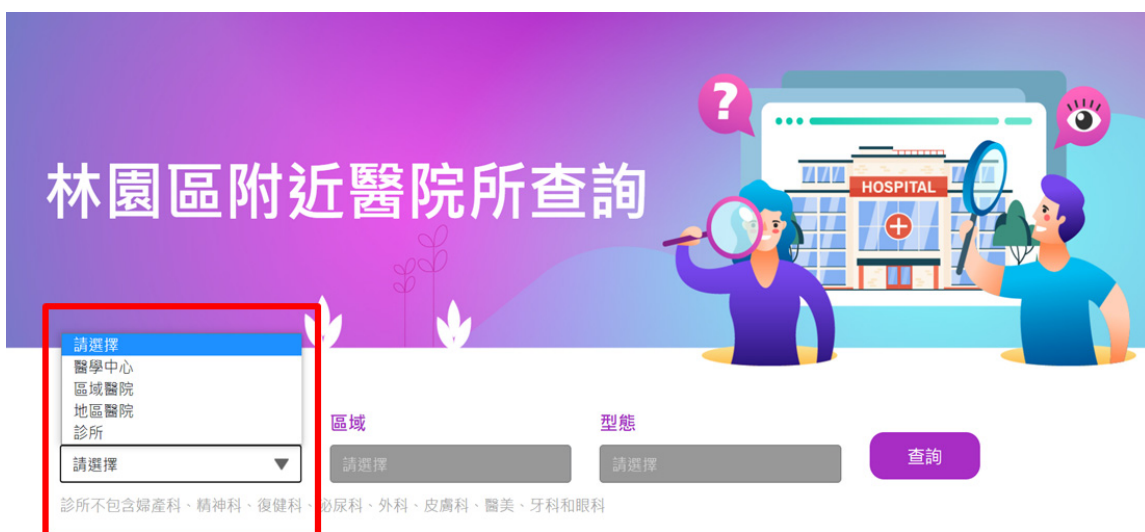 ?
HOSPITAL
林園區附近醫院所查詢
請選擇
醫學中心
區域醫院
地區醫院
診所
請選擇
區域
請選擇
型態
請選擇
查詢
診所不包含婦產科、精神科、復健科、泌尿科、外科、皮膚科、醫美、牙科和眼科